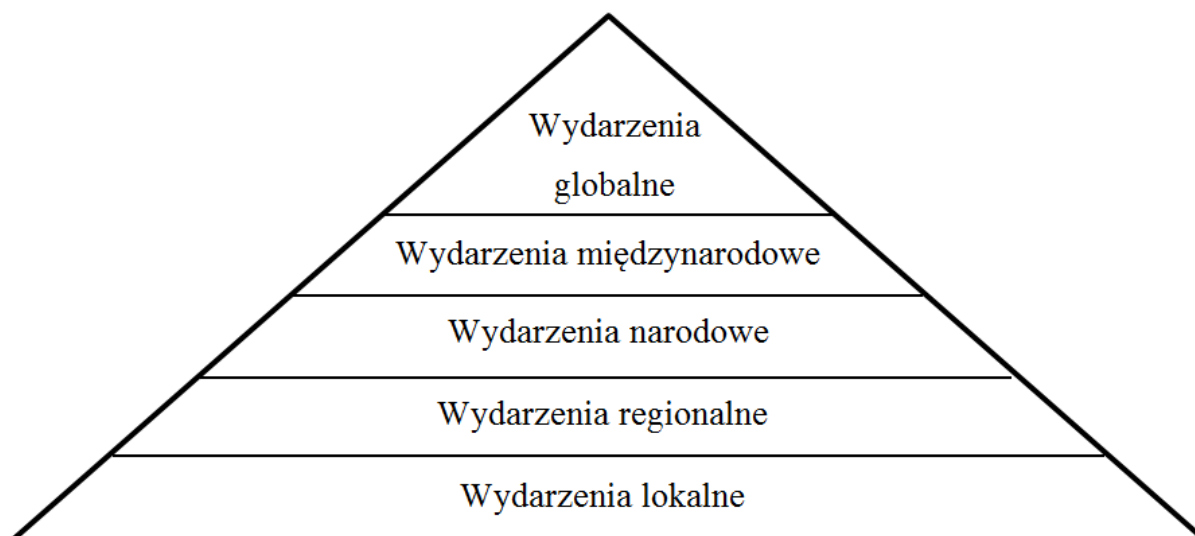 Wydarzenia
globalne
Wydarzenia międzynarodowe
Wydarzenia narodowe
Wydarzenia regionalne
Wydarzenia lokalne